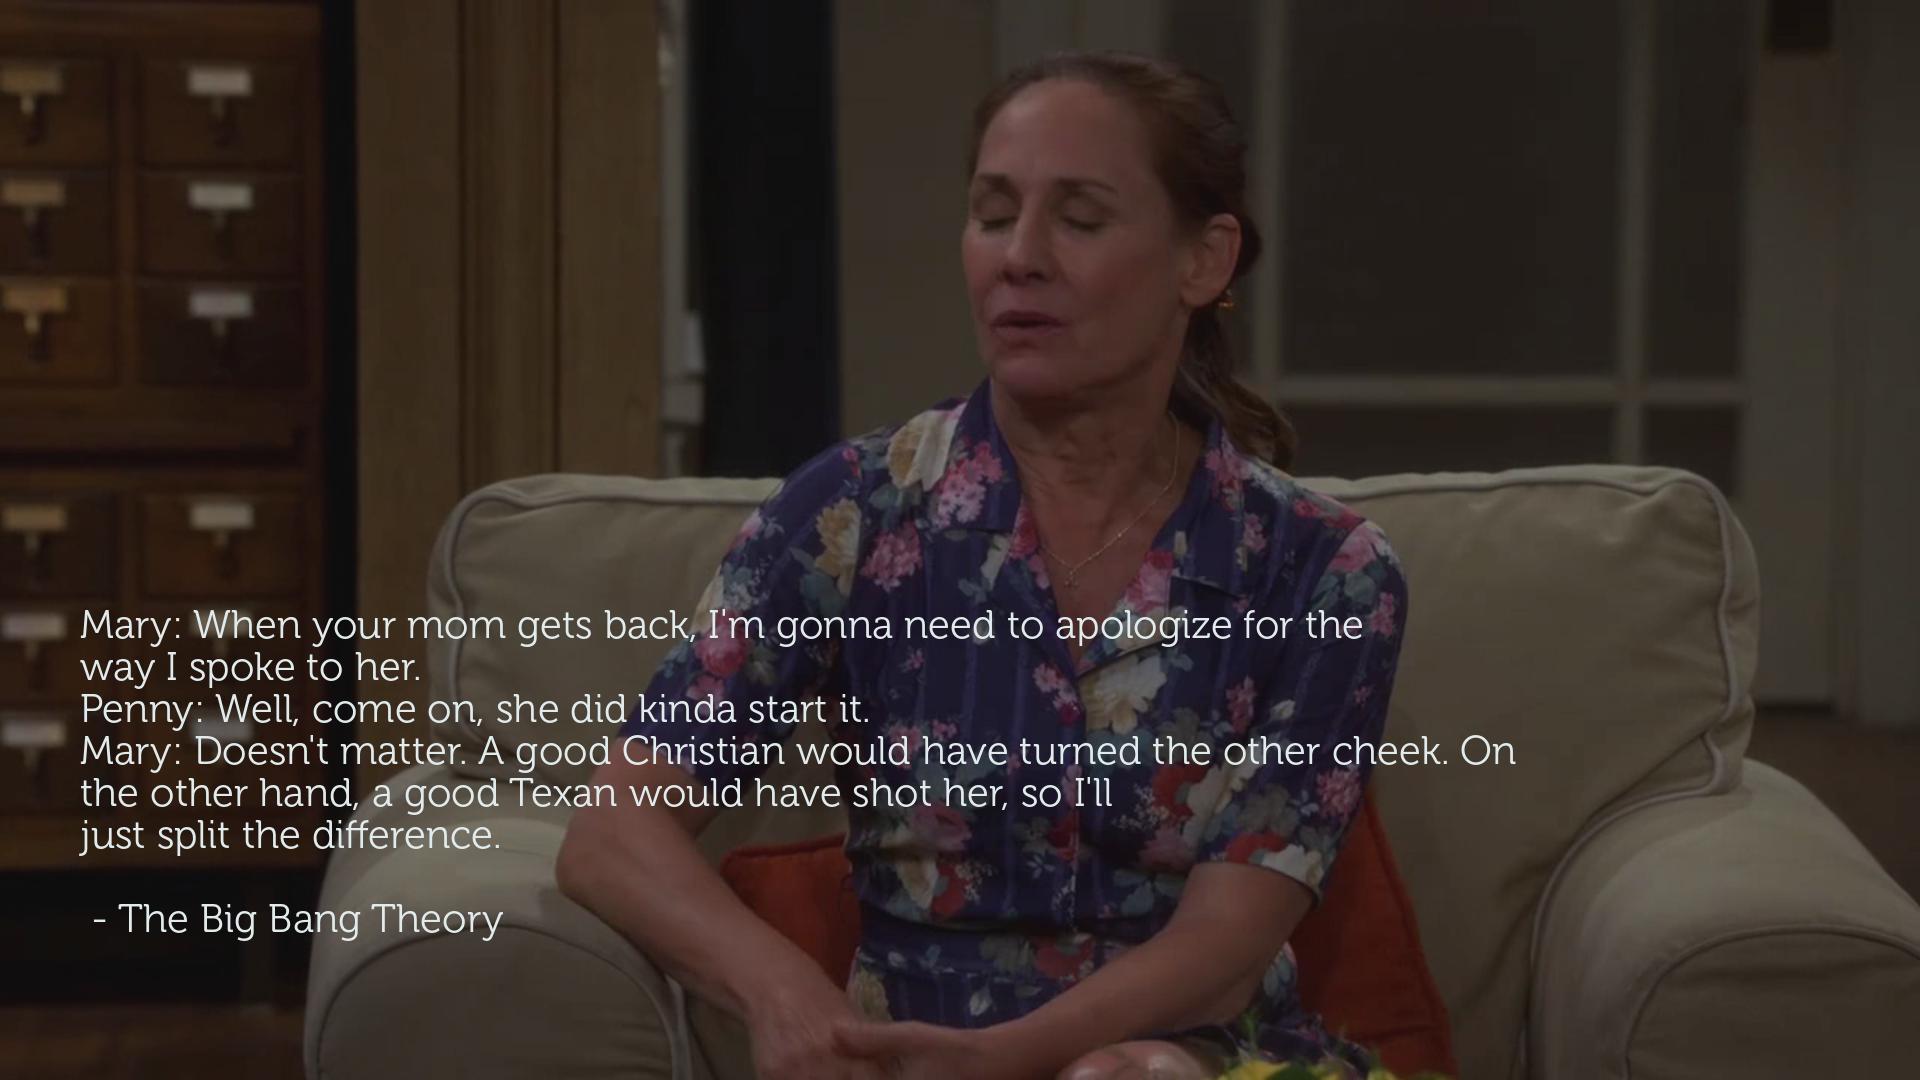 Mary: When your mom gets back, I'm gonna need to apologize for the
way I spoke to her.
Penny: Well, come on, she did kinda start it.
Mary: Doesn't matter. A good Christian would have turned the other cheek. On
the other hand, a good Texan would have shot her, so I'll
just split the difference.
- The Big Bang Theory